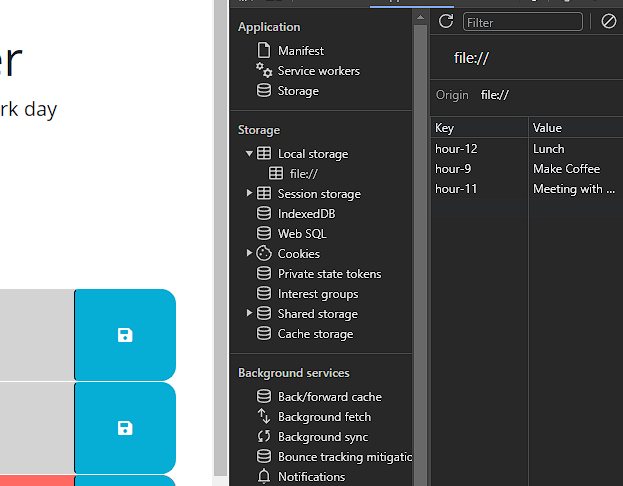 er
rk day
Application
Manifest
Service workers
Storage
Storage
Local storage
file://
Session storage
IndexedDB
Web SQL
Cookies
Private state tokens
Interest groups
Shared storage
Cache storage
Background services
Back/forward cache
Background fetch
Background sync
Bounce tracking mitigatic
Notifications
Filter
file://
Origin file://
Key Value
hour-12 Lunch
hour-9 Make Coffee
hour-11 Meeting with ...